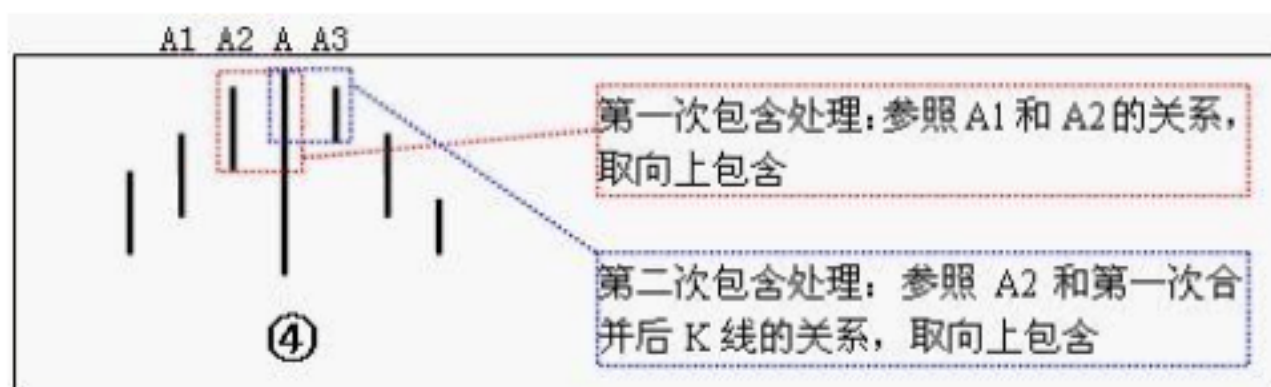 A1 A2 A A3
第一次包含处理：参照 A1 和 A2 的关系，
取向上包含
第二次包含处理：参照 A2 和第一次合
并后 K 线的关系，取向上包含
④